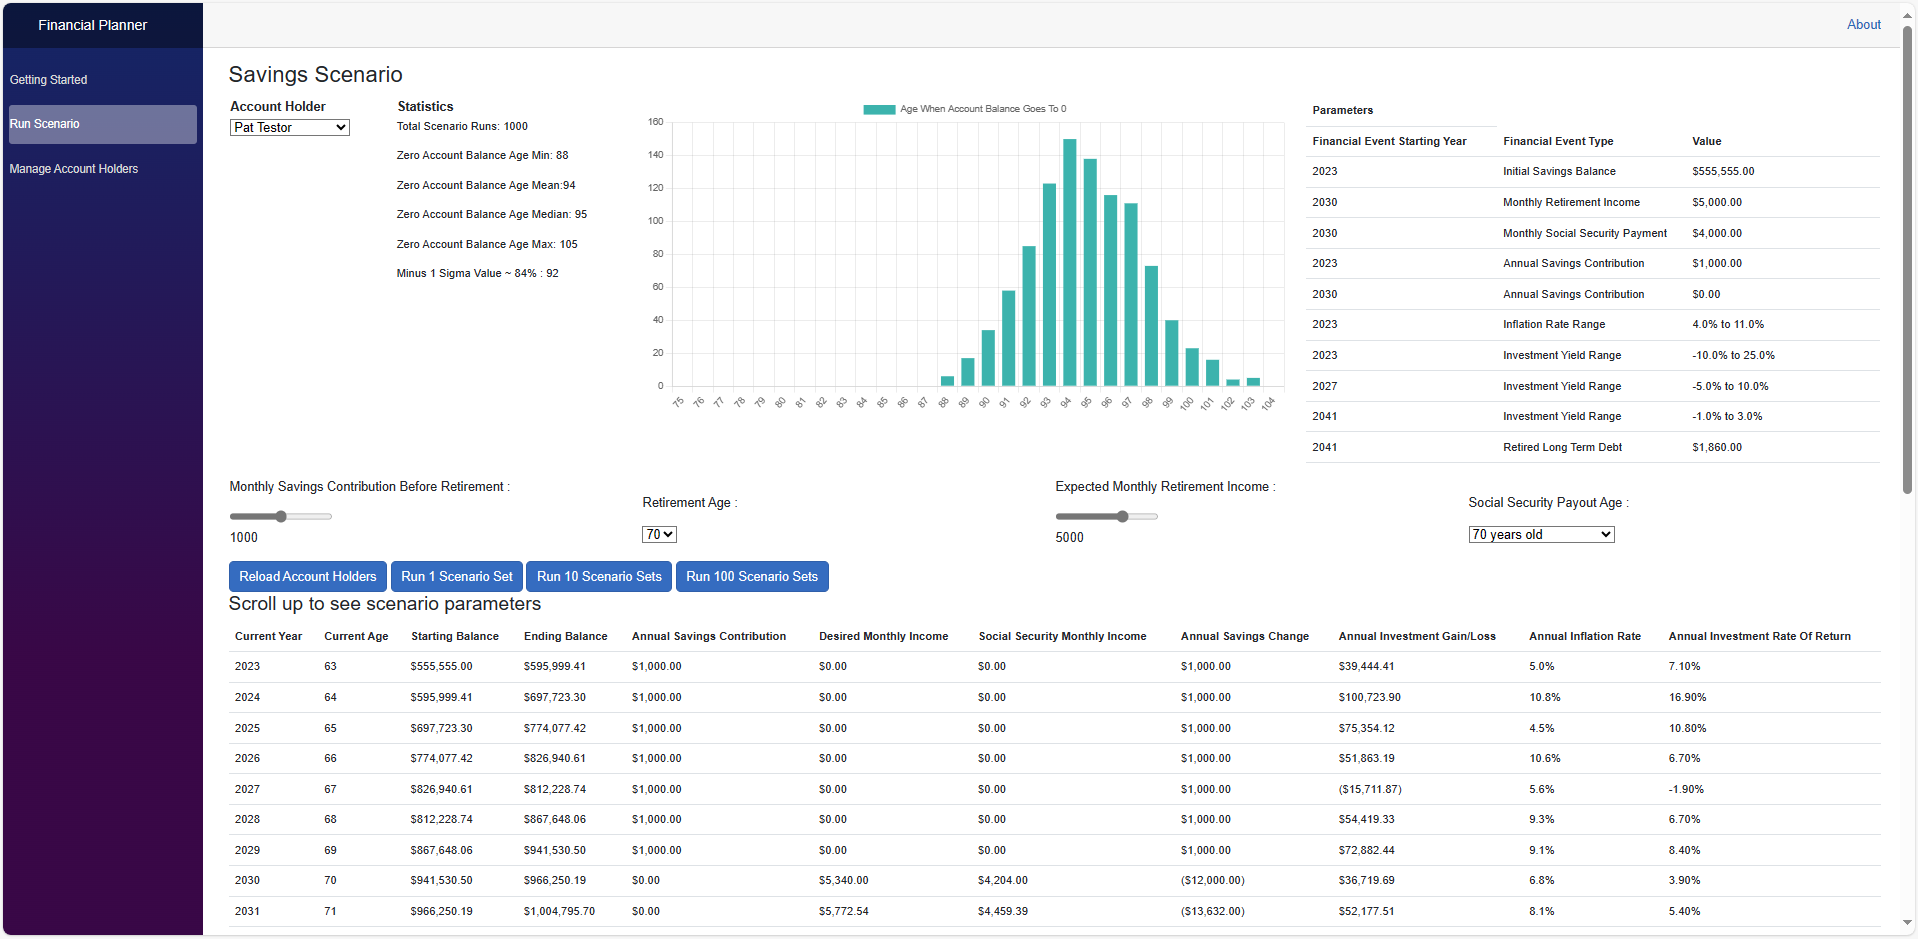 Financial Planner
About
Getting Started
Run Scenario
Manage Account Holders
Savings Scenario
Account Holder
Pat Testor
Statistics
Total Scenario Runs: 1000
Zero Account Balance Age Min: 88
Zero Account Balance Age Mean:94
Zero Account Balance Age Median: 95
Zero Account Balance Age Max: 105
Minus 1 Sigma Value ~ 84% : 92
Age When Account Balance Goes To 0
160
140
120
100
80
60
40
20
0
75 76 77 78 79 80 81 82 83 84 85 86 87 88 89 90 91 92 93 94 95 96 97 98 99 100 101 102 103 104
Parameters
Financial Event Starting Year Financial Event Type Value
2023 Initial Savings Balance $555,555.00
2030 Monthly Retirement Income $5,000.00
2030 Monthly Social Security Payment $4,000.00
2023 Annual Savings Contribution $1,000.00
2030 Annual Savings Contribution $0.00
2023 Inflation Rate Range 4.0% to 11.0%
2023 Investment Yield Range -10.0% to 25.0%
2027 Investment Yield Range -5.0% to 10.0%
2041 Investment Yield Range -1.0% to 3.0%
2041 Retired Long Term Debt $1,860.00
Monthly Savings Contribution Before Retirement :
1000
Retirement Age :
70
Expected Monthly Retirement Income :
5000
Social Security Payout Age :
70 years old
Reload Account Holders Run 1 Scenario Set Run 10 Scenario Sets Run 100 Scenario Sets
Scroll up to see scenario parameters
Current Year Current Age Starting Balance Ending Balance Annual Savings Contribution Desired Monthly Income Social Security Monthly Income Annual Savings Change Annual Investment Gain/Loss Annual Inflation Rate Annual Investment Rate Of Return
2023 63 $555,555.00 $595,999.41 $1,000.00 $0.00 $0.00 $1,000.00 $39,444.41 5.0% 7.10%
2024 64 $595,999.41 $697,723.30 $1,000.00 $0.00 $0.00 $1,000.00 $100,723.90 10.8% 16.90%
2025 65 $697,723.30 $774,077.42 $1,000.00 $0.00 $0.00 $1,000.00 $75,354.12 4.5% 10.80%
2026 66 $774,077.42 $826,940.61 $1,000.00 $0.00 $0.00 $1,000.00 $51,863.19 10.6% 6.70%
2027 67 $826,940.61 $812,228.74 $1,000.00 $0.00 $0.00 $1,000.00 ($15,711.87) 5.6% -1.90%
2028 68 $812,228.74 $867,648.06 $1,000.00 $0.00 $0.00 $1,000.00 $54,419.33 9.3% 6.70%
2029 69 $867,648.06 $941,530.50 $1,000.00 $0.00 $0.00 $1,000.00 $72,882.44 9.1% 8.40%
2030 70 $941,530.50 $966,250.19 $0.00 $5,340.00 $4,204.00 ($12,000.00) $36,719.69 6.8% 3.90%
2031 71 $966,250.19 $1,004,795.70 $0.00 $5,772.54 $4,459.39 ($13,632.00) $52,177.51 8.1% 5.40%